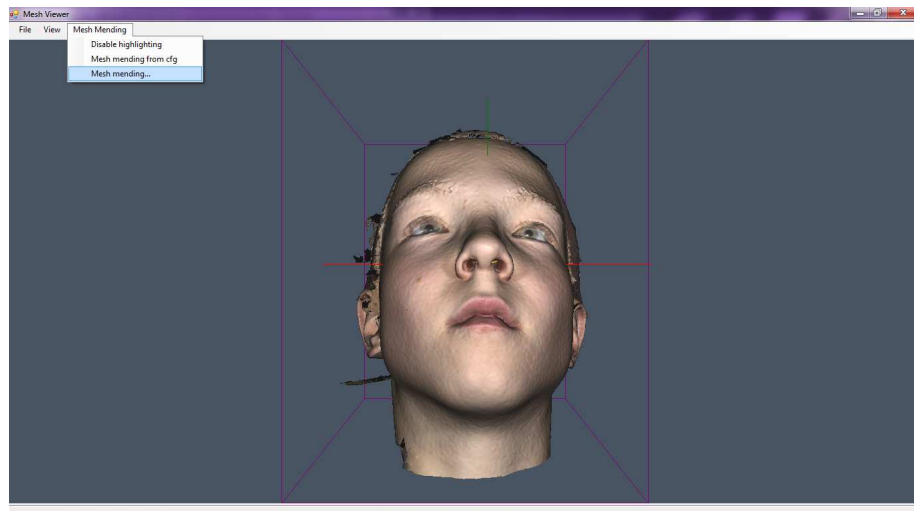 Mesh Viewer
File View Mesh Mending
Disable highlighting
Mesh mending from cfg
Mesh mending...